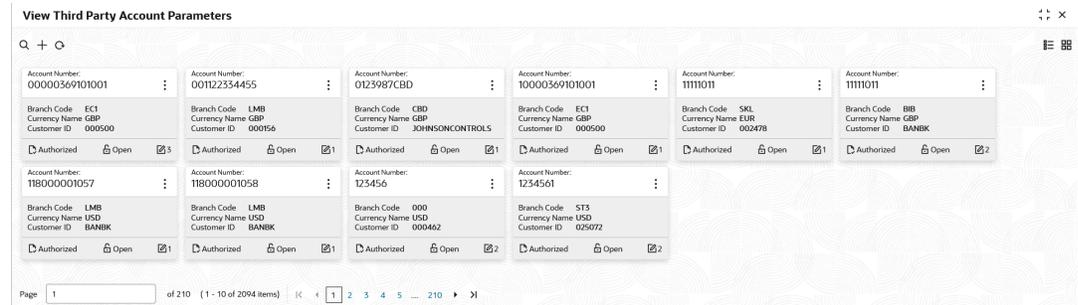 View Third Party Account Parameters
Account Number:
00000369101001
Branch Code EC1
Currency Name GBP
Customer ID 000500
Authorized Open 3
Account Number:
001122334455
Branch Code LMB
Currency Name GBP
Customer ID 000156
Authorized Open 1
Account Number:
0123987CBD
Branch Code CBD
Currency Name GBP
Customer ID JOHNSONCONTROLS
Authorized Open 1
Account Number:
10000369101001
Branch Code EC1
Currency Name GBP
Customer ID 000500
Authorized Open 1
Account Number:
11111011
Branch Code SKL
Currency Name EUR
Customer ID 002478
Authorized Open 1
Account Number:
11111011
Branch Code BIB
Currency Name GBP
Customer ID BANBK
Authorized Open 2
Account Number:
118000001057
Branch Code LMB
Currency Name USD
Customer ID BANBK
Authorized Open 1
Account Number:
118000001058
Branch Code LMB
Currency Name USD
Customer ID BANBK
Authorized Open 1
Account Number:
123456
Branch Code 000
Currency Name USD
Customer ID 000462
Authorized Open 2
Account Number:
1234561
Branch Code ST3
Currency Name USD
Customer ID 025072
Authorized Open 2
Page 1 of 210 (1 - 10 of 2094 items) 1 2 3 4 5 ... 210